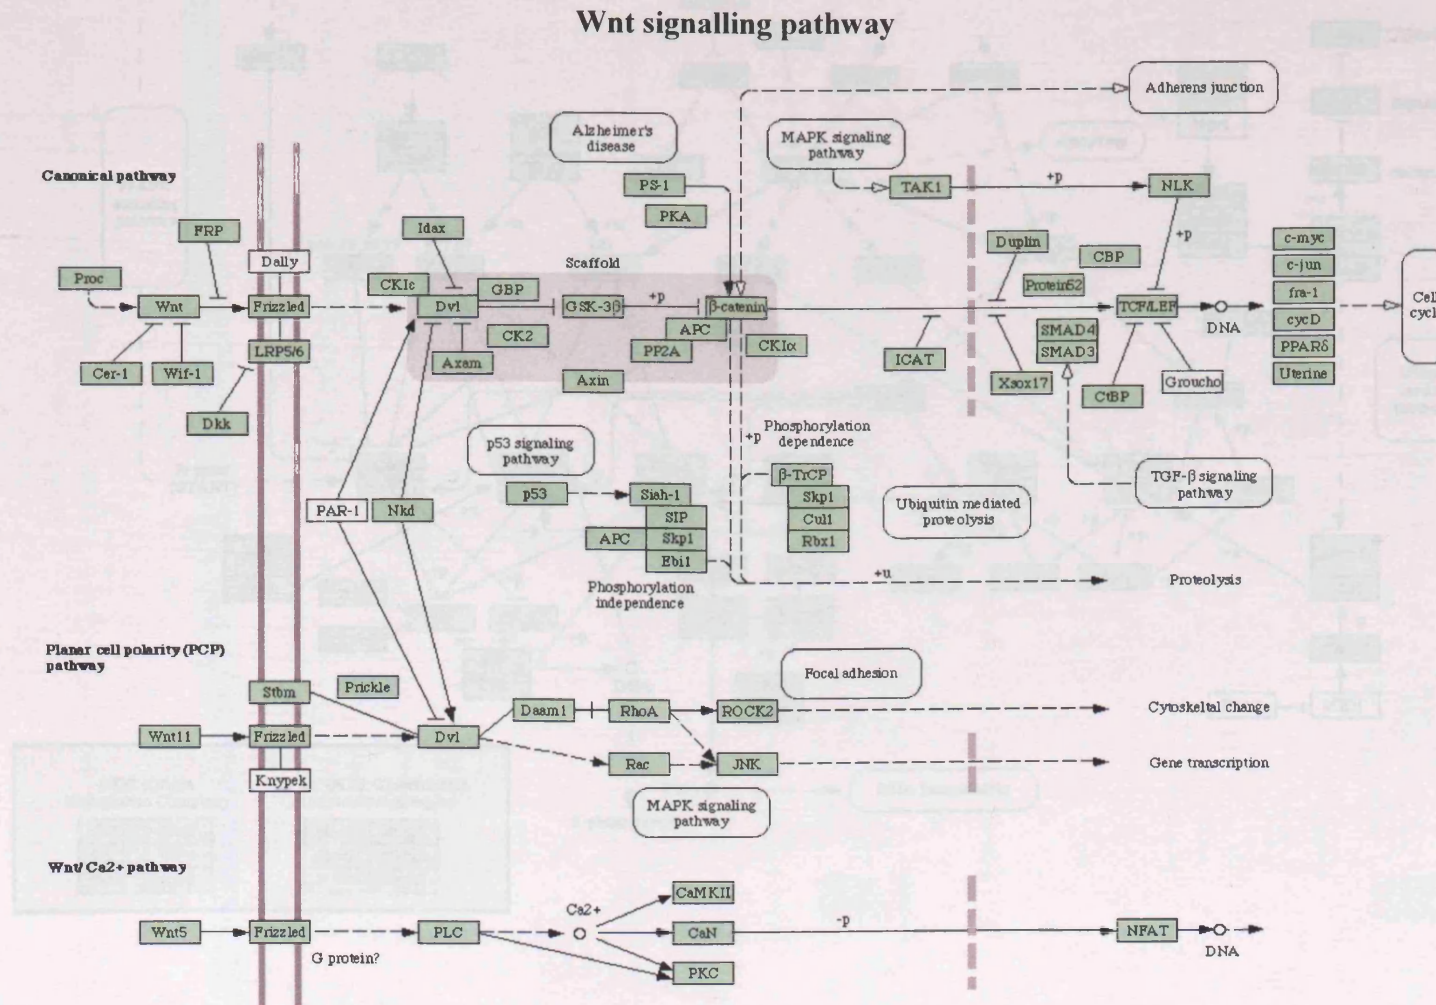 Wnt signalling pathway
Adherens junction
Alzheimer's
disease
MAPK signaling
pathway
Canonical pathway
PS-1
TAK1
+p
NLK
PKA
FRP
Idax
Duplin
+p
c-myc
Dally
Scaffold
CBP
c-jun
Proc
CKIε
GBP
Protein52
fra-1
Cell
cycl
Wnt
Frizzled
Dvl
GSK-3β
+p
β-catenin
TCF/LEF
DNA
cycD
APC
SMAD4
CK2
LRP5/6
PP2A
CKIα
SMAD3
PPARδ
ICAT
Cer-1
Wif-1
Axam
Axin
Xsox17
CtBP
Groucho
Uterine
Dkk
+p
Phosphorylation
dependence
p53 signaling
pathway
β-TrCP
TGF-β signaling
pathway
p53
Siah-1
Skp1
Ubiquitin mediated
proteolysis
PAR-1
Nkd
SIP
Cul1
APC
Skp1
Rbx1
Ebi1
+u
Proteolysis
Phosphorylation
independence
Planar cell polarity (PCP)
pathway
Focal adhesion
Stbm
Prickle
Daam1
RhoA
ROCK2
Cytoskeltal change
Wnt11
Frizzled
Dvl
Rac
JNK
Gene transcription
Knypek
MAPK signaling
pathway
Wnt/Ca2+ pathway
CaMKII
Ca2+
Wnt5
Frizzled
PLC
CaN
-p
NFAT
DNA
G protein?
PKC